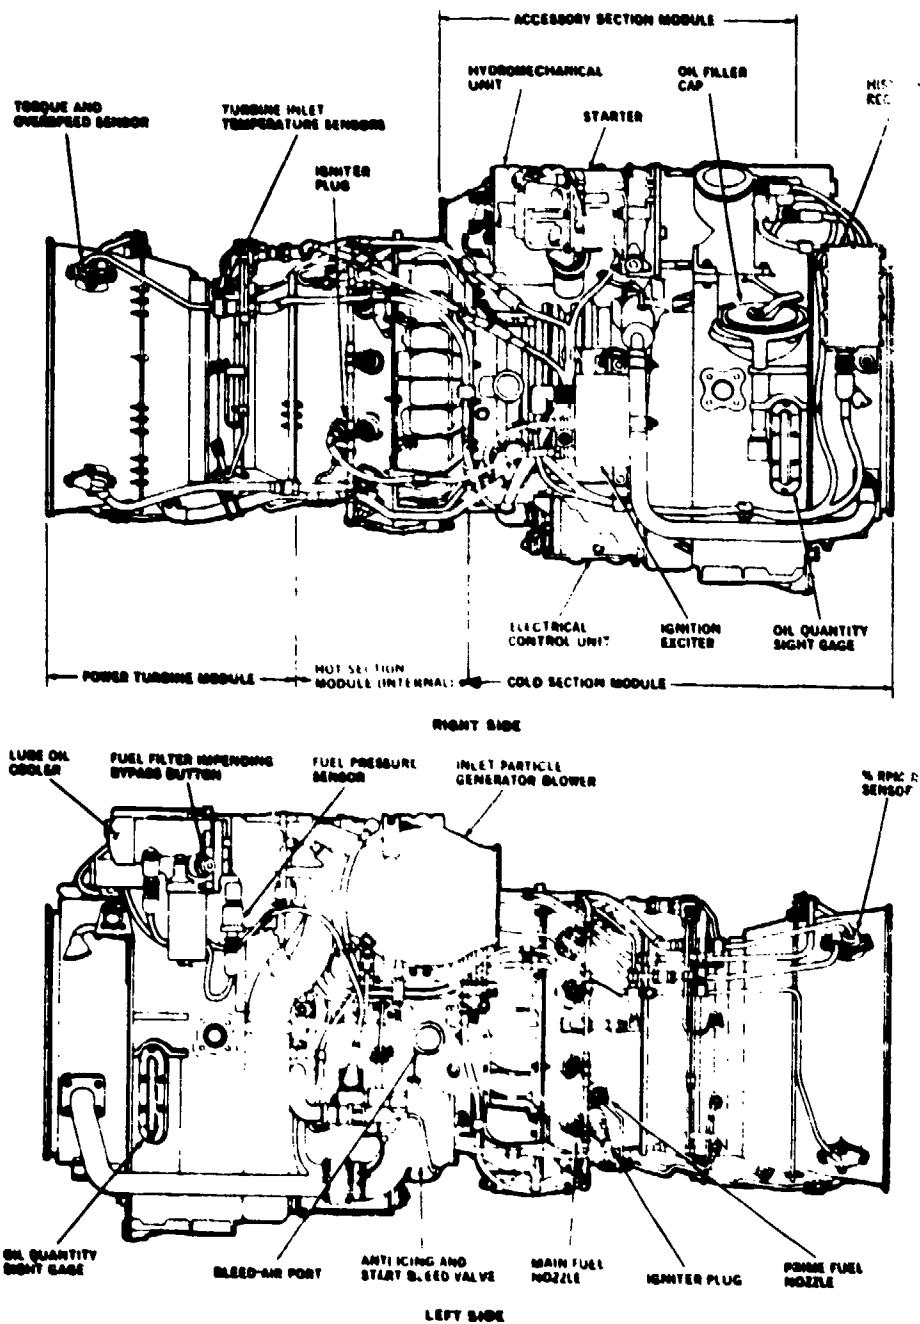 ACCESSORY SECTION MODULE
HYDROMECHANICAL
UNIT
OIL FILLER
CAP
TORQUE AND
OVERSPEED SENSOR
TURBINE INLET
TEMPERATURE SENSORS
STARTER
IGNITER
PLUG
ELECTRICAL
CONTROL UNIT
IGNITION
EXCITER
OIL QUANTITY
SIGHT GAGE
POWER TURBINE MODULE
HOT SECTION
MODULE (INTERNAL)
COLD SECTION MODULE
RIGHT SIDE
LUBE OIL
COOLER
FUEL FILTER IMPENDING
BYPASS BUTTON
FUEL PRESSURE
SENSOR
INLET PARTICLE
GENERATOR BLOWER
% RPM R
SENSOR
OIL QUANTITY
SIGHT GAGE
BLEED-AIR PORT
ANTI ICING AND
START BLEED VALVE
MAIN FUEL
NOZZLE
IGNITER PLUG
PRIME FUEL
NOZZLE
LEFT SIDE